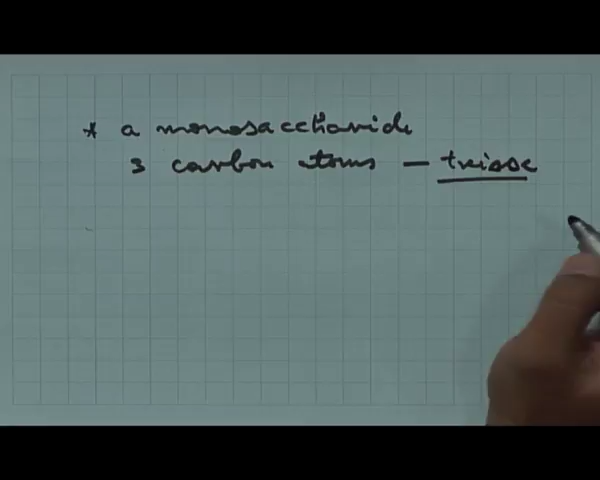 * a monosaccharide
3 carbon atoms — triose